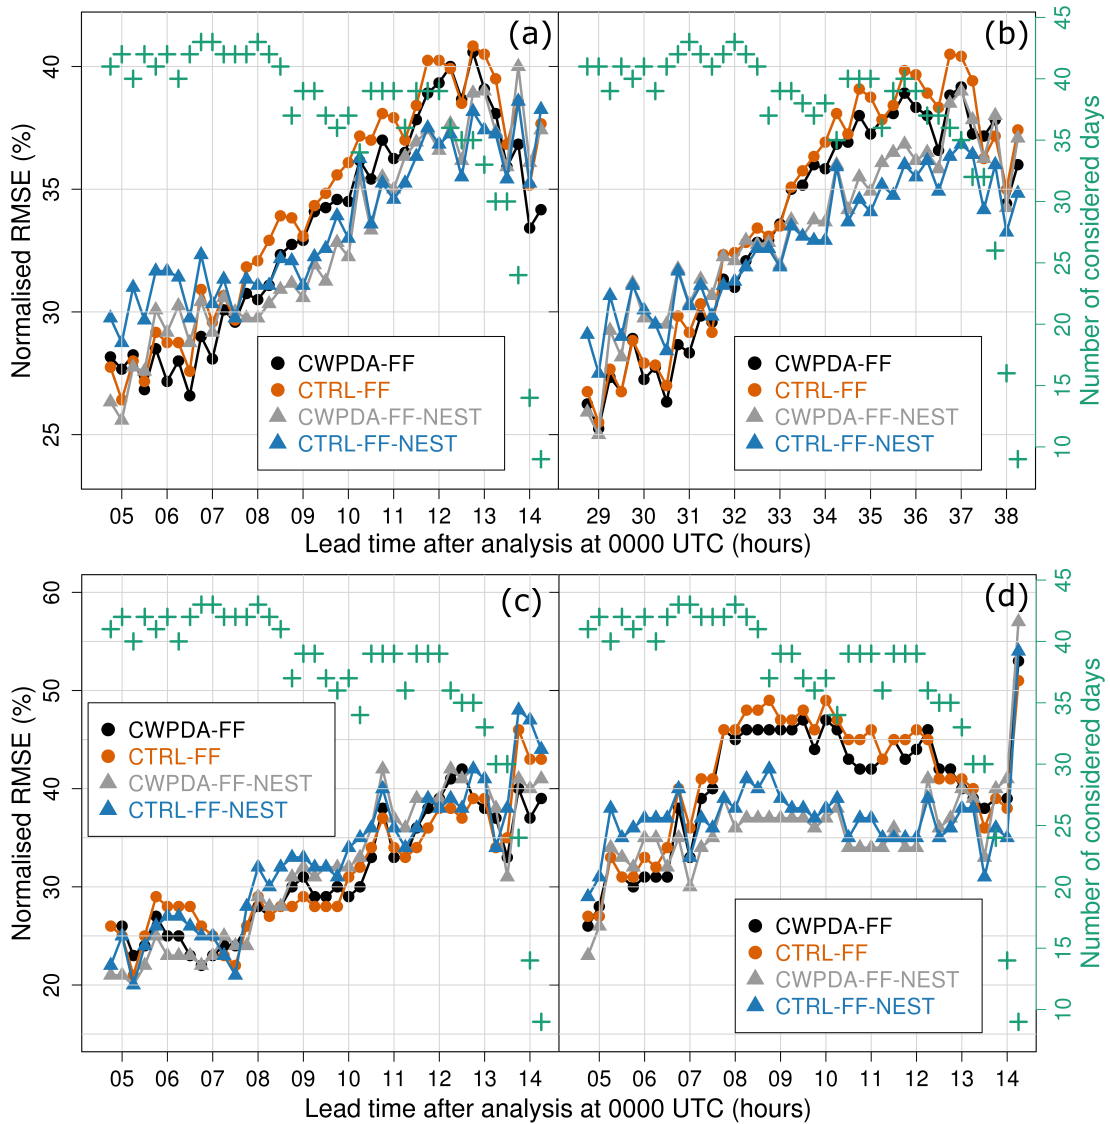 (a)
(b)
Normalised RMSE (%)
40
35
30
25
45
40
35
30
25
20
15
10
Number of considered days
CWPDA-FF
CTRL-FF
CWPDA-FF-NEST
CTRL-FF-NEST
CWPDA-FF
CTRL-FF
CWPDA-FF-NEST
CTRL-FF-NEST
05 06 07 08 09 10 11 12 13 14
29 30 31 32 33 34 35 36 37 38
Lead time after analysis at 0000 UTC (hours)
(c)
(d)
Normalised RMSE (%)
60
50
40
30
20
45
40
35
30
25
20
15
10
Number of considered days
CWPDA-FF
CTRL-FF
CWPDA-FF-NEST
CTRL-FF-NEST
CWPDA-FF
CTRL-FF
CWPDA-FF-NEST
CTRL-FF-NEST
05 06 07 08 09 10 11 12 13 14
05 06 07 08 09 10 11 12 13 14
Lead time after analysis at 0000 UTC (hours)